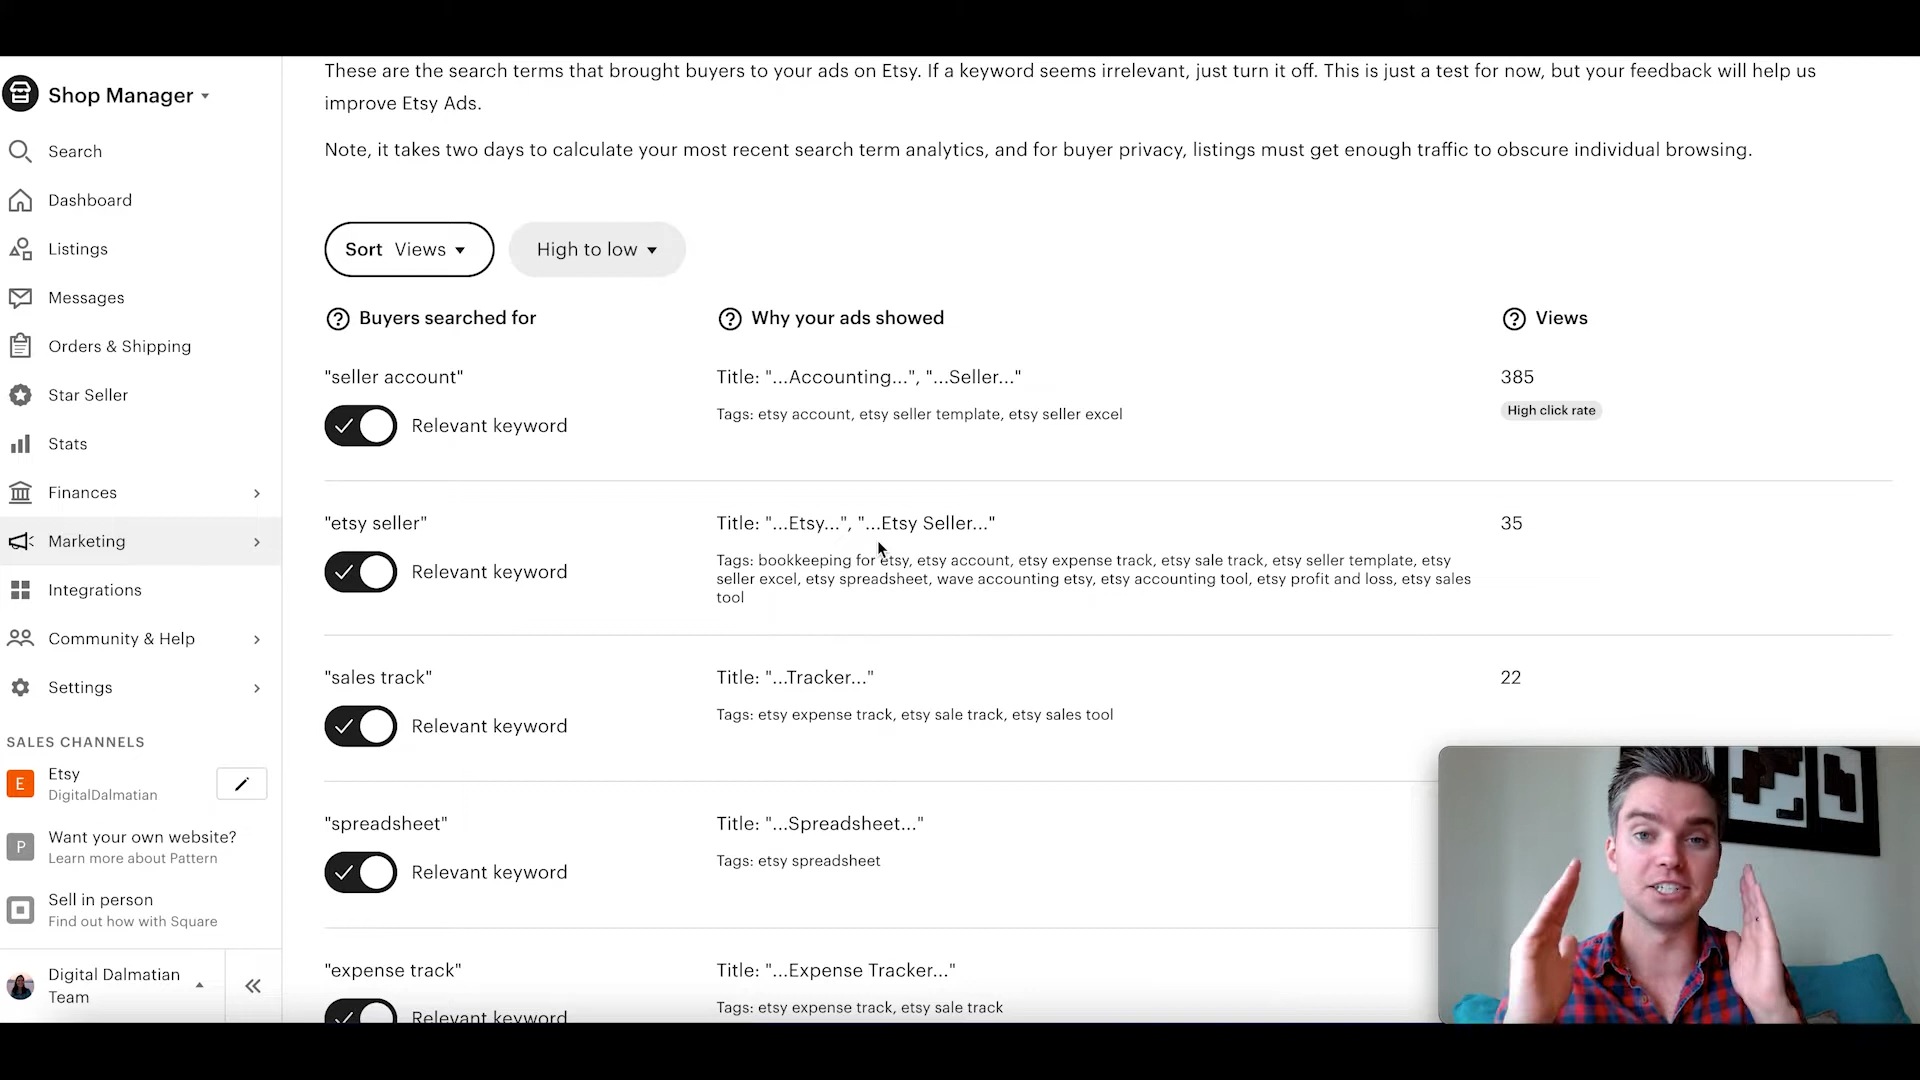 These are the search terms that brought buyers to your ads on Etsy. If a keyword seems irrelevant, just turn it off. This is just a test for now, but your feedback will help us
improve Etsy Ads.
Note, it takes two days to calculate your most recent search term analytics, and for buyer privacy, listings must get enough traffic to obscure individual browsing.
Shop Manager
Search
Dashboard
Listings
Messages
Orders & Shipping
Star Seller
Stats
Finances
Marketing
Integrations
Community & Help
Settings
SALES CHANNELS
E
Etsy
DigitalDalmatian
P
Want your own website?
Learn more about Pattern
Sell in person
Find out how with Square
Digital Dalmatian
Team
Sort Views
High to low
Buyers searched for
Why your ads showed
Views
"seller account"
Relevant keyword
Title: "...Accounting...", "...Seller..."
Tags: etsy account, etsy seller template, etsy seller excel
385
High click rate
"etsy seller"
Relevant keyword
Title: "...Etsy...", "...Etsy Seller..."
Tags: bookkeeping for etsy, etsy account, etsy expense track, etsy sale track, etsy seller template, etsy
seller excel, etsy spreadsheet, wave accounting etsy, etsy accounting tool, etsy profit and loss, etsy sales
tool
35
"sales track"
Relevant keyword
Title: "...Tracker..."
Tags: etsy expense track, etsy sale track, etsy sales tool
22
"spreadsheet"
Relevant keyword
Title: "...Spreadsheet..."
Tags: etsy spreadsheet
"expense track"
Relevant keyword
Title: "...Expense Tracker..."
Tags: etsy expense track, etsy sale track